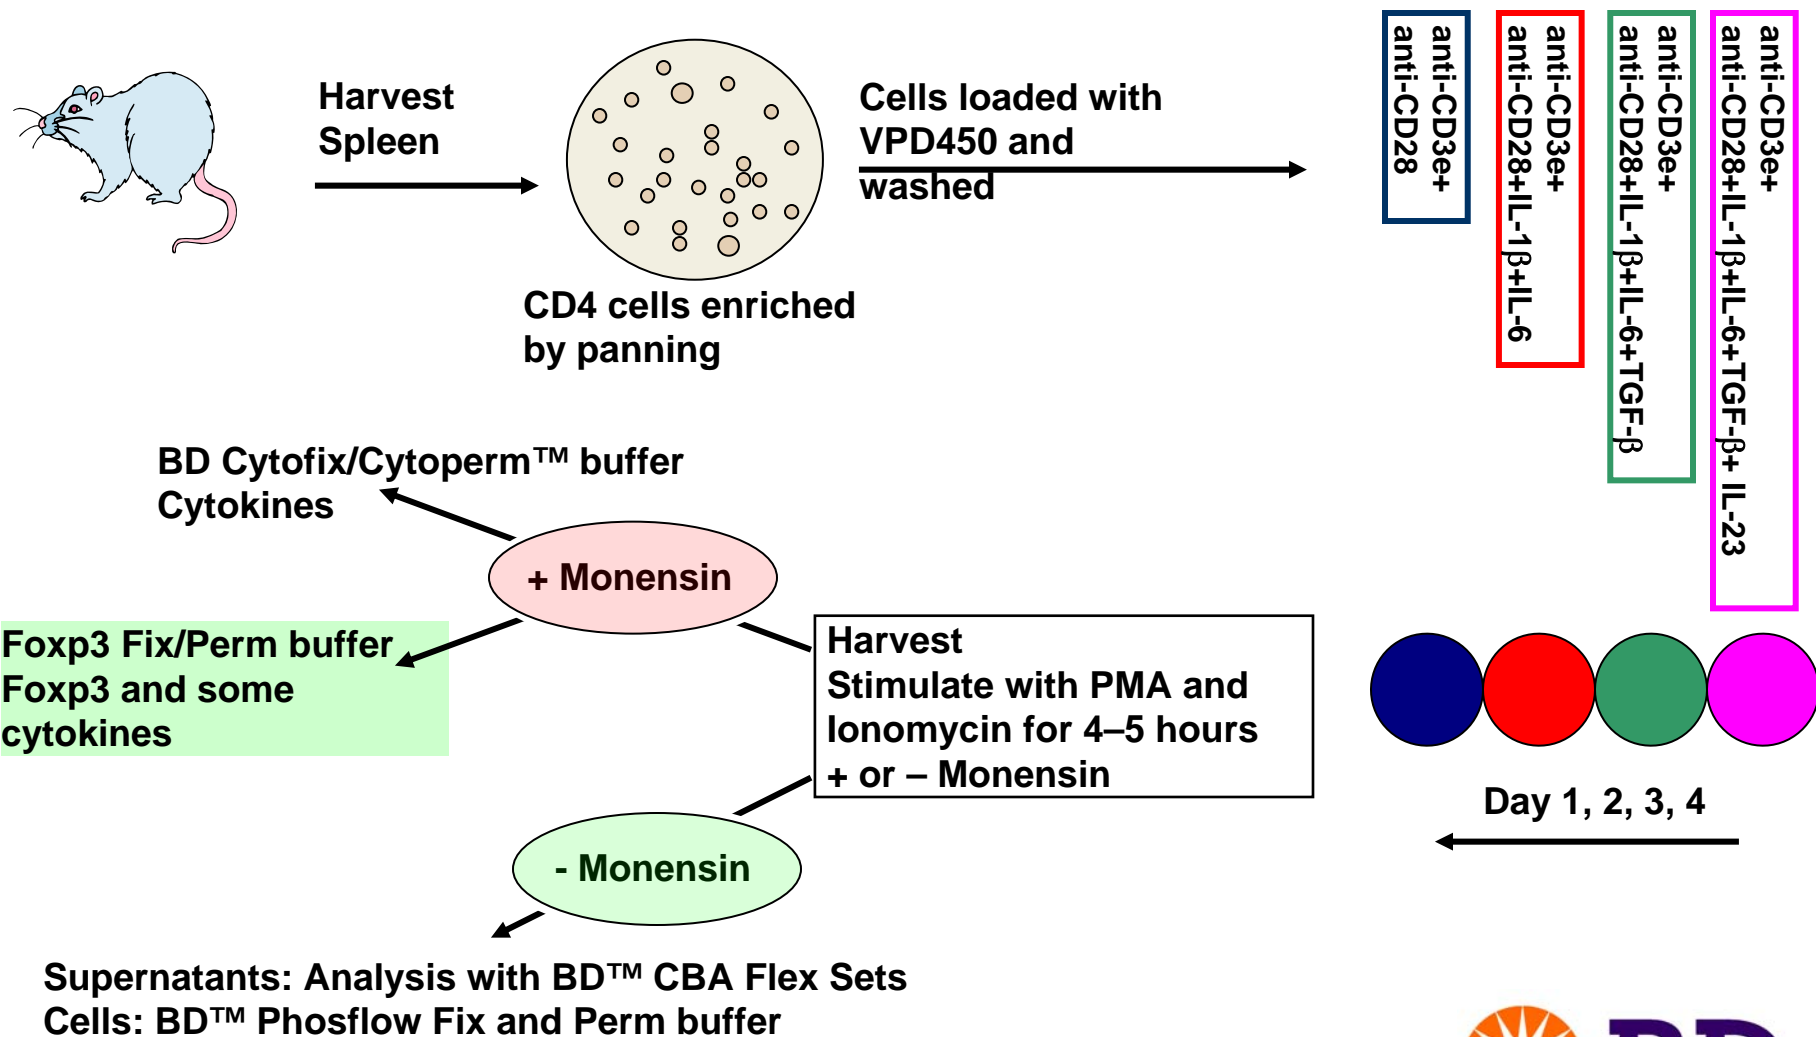 Harvest
Spleen
Cells loaded with
VPD450 and
washed
CD4 cells enriched
by panning
anti-CD3e+
anti-CD28
anti-CD3e+
anti-CD28+IL-1β+IL-6
anti-CD3e+
anti-CD28+IL-1β+IL-6+TGF-β
anti-CD3e+
anti-CD28+IL-1β+IL-6+TGF-β+ IL-23
Day 1, 2, 3, 4
Harvest
Stimulate with PMA and
Ionomycin for 4–5 hours
+ or – Monensin
+ Monensin
BD Cytofix/Cytoperm™ buffer
Cytokines
Foxp3 Fix/Perm buffer
Foxp3 and some
cytokines
- Monensin
Supernatants: Analysis with BD™ CBA Flex Sets
Cells: BD™ Phosflow Fix and Perm buffer
BD